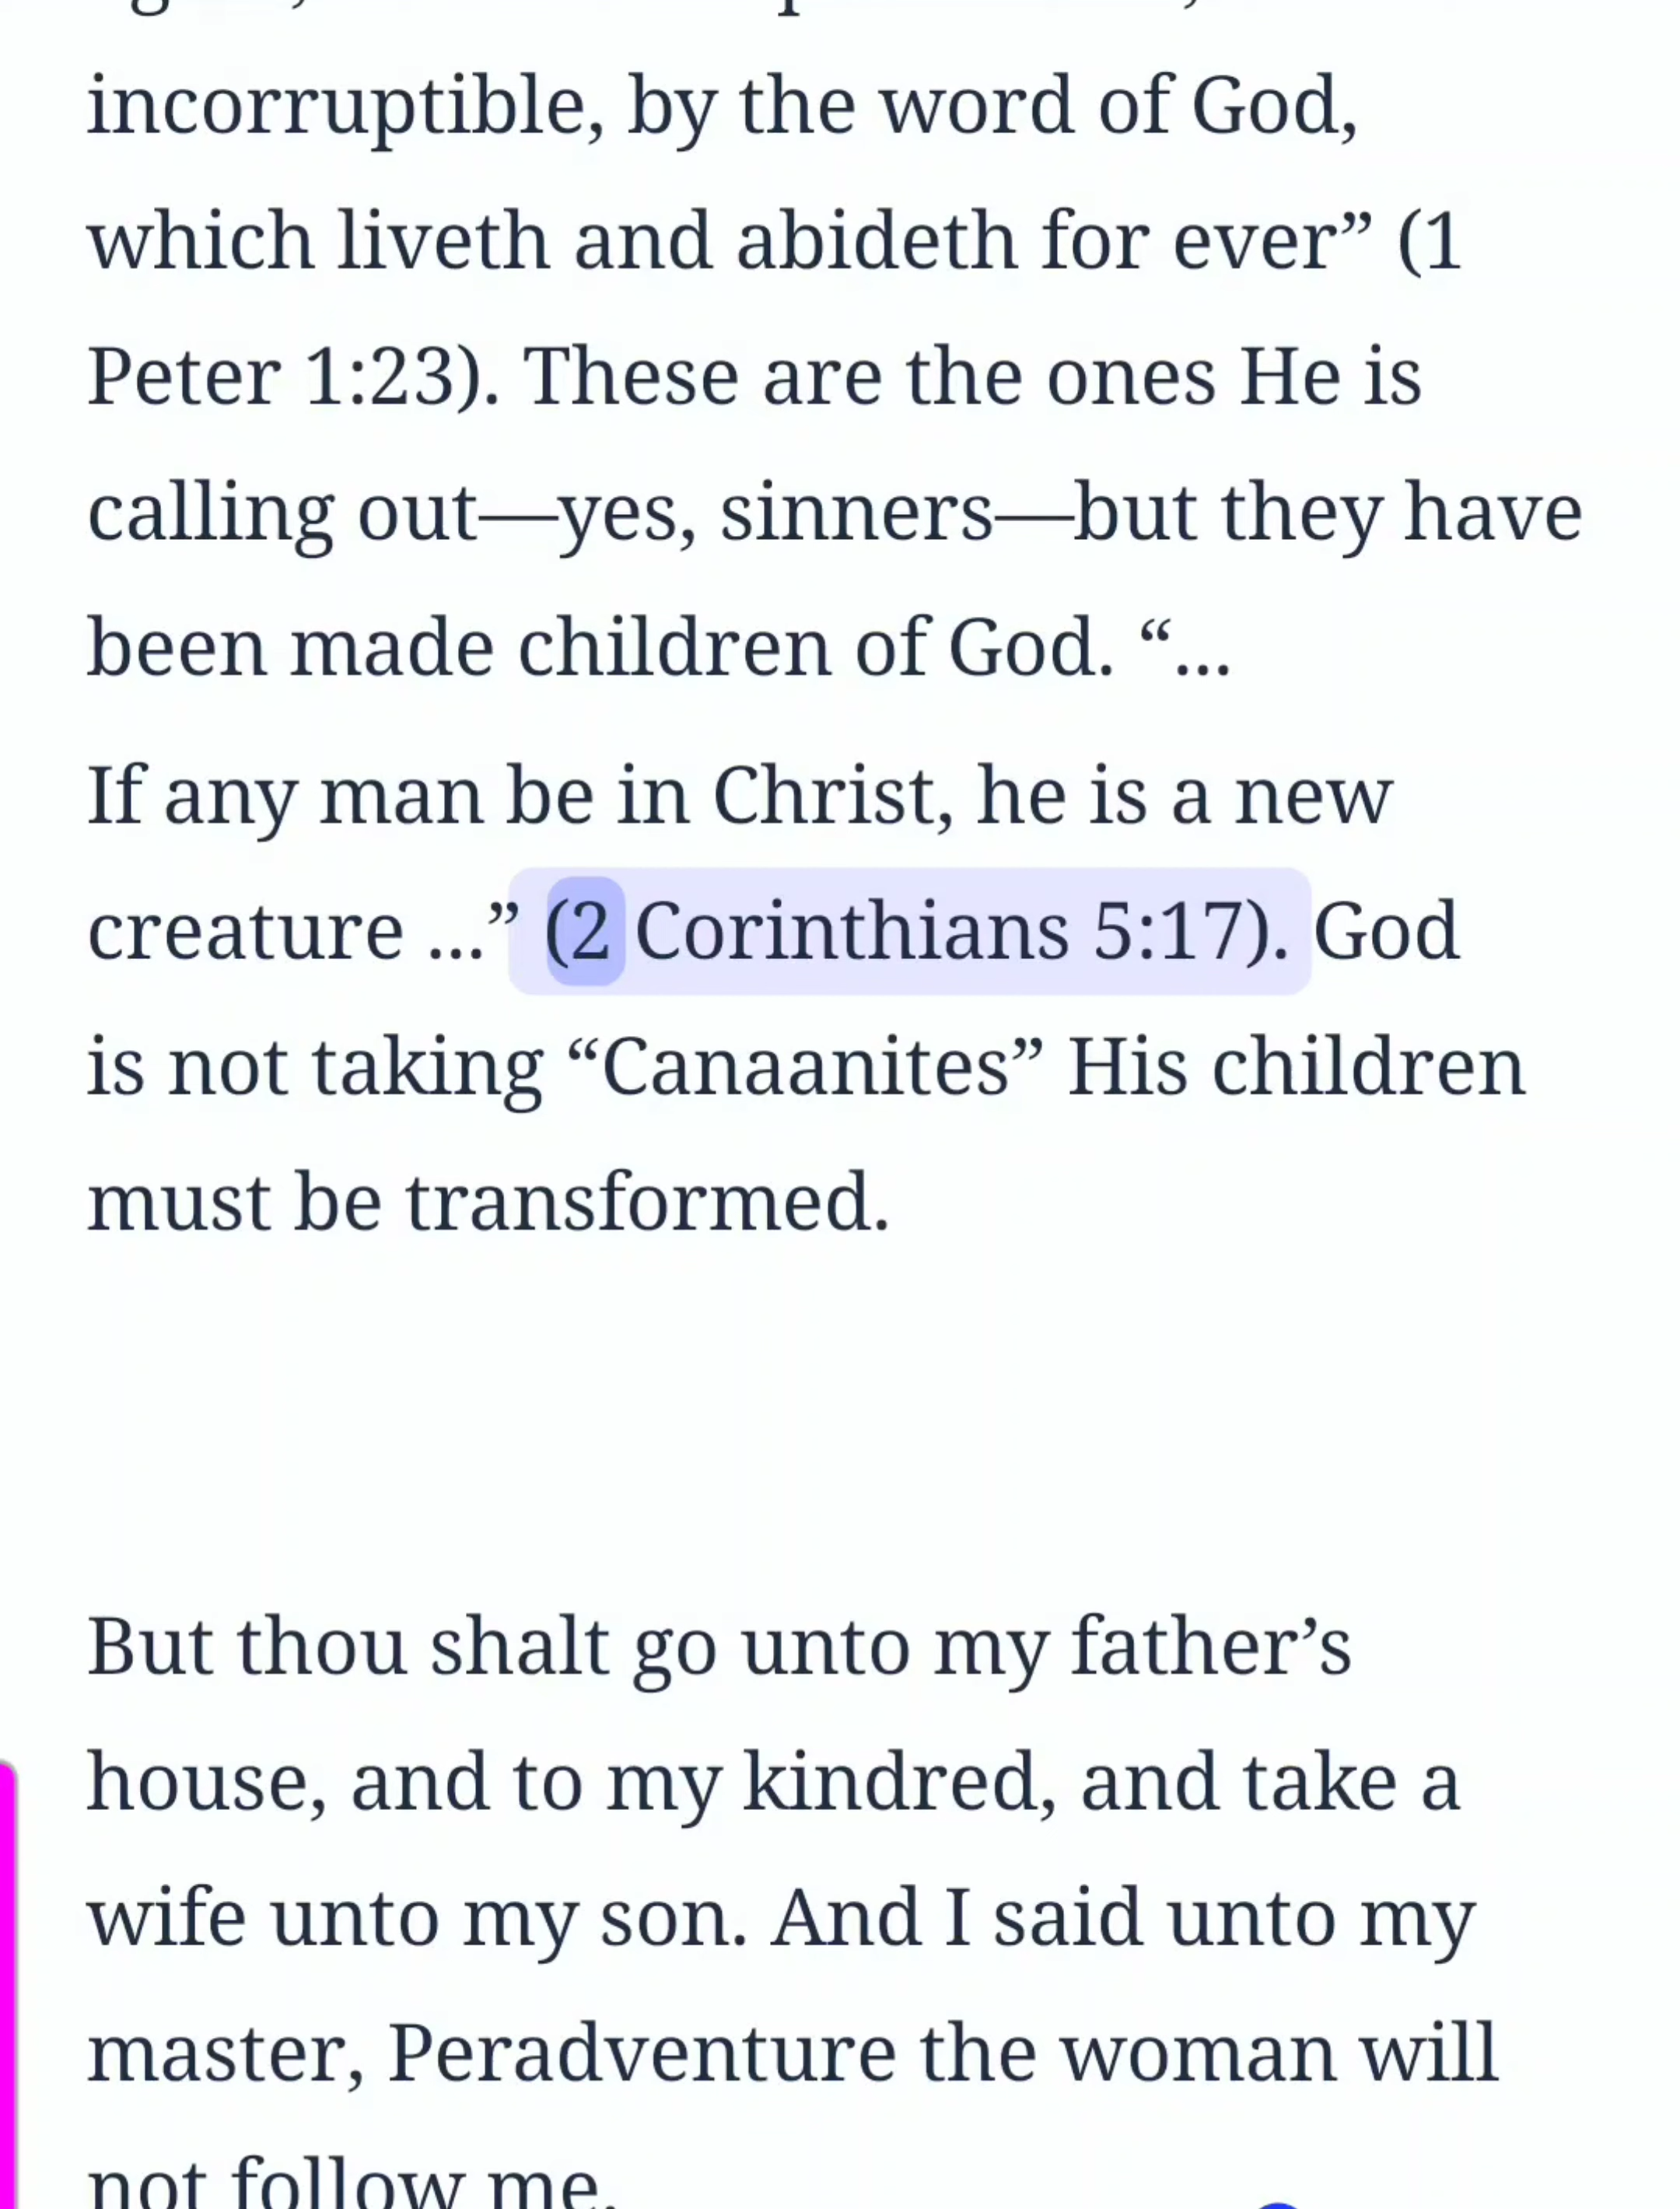 incorruptible, by the word of God,
which liveth and abideth for ever” (1
Peter 1:23). These are the ones He is
calling out—yes, sinners—but they have
been made children of God. “...
If any man be in Christ, he is a new
creature ...” (2 Corinthians 5:17). God
is not taking “Canaanites” His children
must be transformed.
But thou shalt go unto my father’s
house, and to my kindred, and take a
wife unto my son. And I said unto my
master, Peradventure the woman will
not follow me.